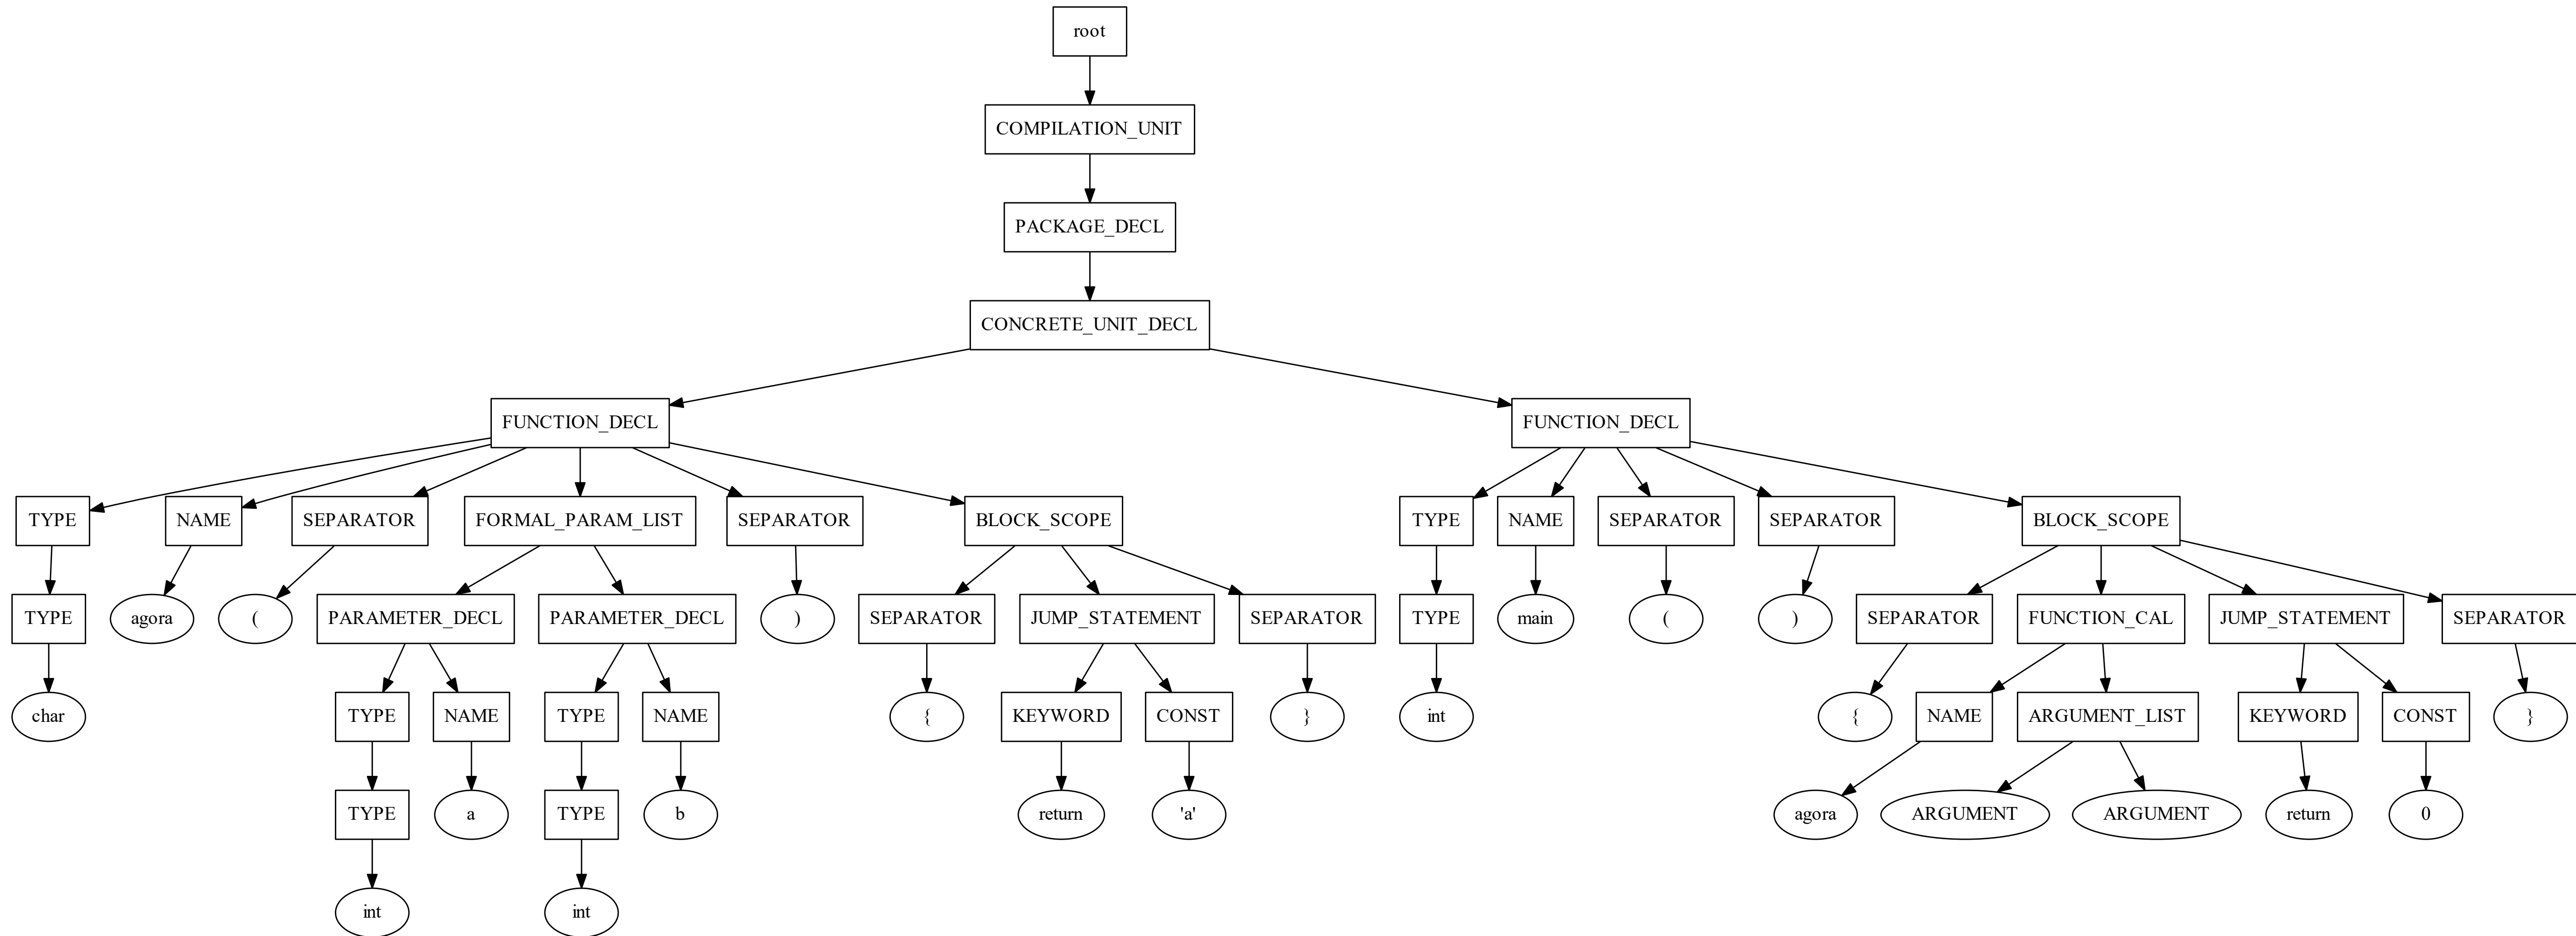 root
COMPILATION_UNIT
PACKAGE_DECL
CONCRETE_UNIT_DECL
FUNCTION_DECL FUNCTION_DECL
TYPE NAME SEPARATOR FORMAL_PARAM_LIST SEPARATOR BLOCK_SCOPE TYPE NAME SEPARATOR SEPARATOR BLOCK_SCOPE
TYPE agora ( PARAMETER_DECL PARAMETER_DECL ) SEPARATOR JUMP_STATEMENT SEPARATOR TYPE main ( ) SEPARATOR FUNCTION_CAL JUMP_STATEMENT SEPARATOR
char TYPE NAME TYPE NAME { KEYWORD CONST } int { NAME ARGUMENT_LIST KEYWORD CONST }
TYPE a TYPE b return 'a' agora ARGUMENT ARGUMENT return 0
int int